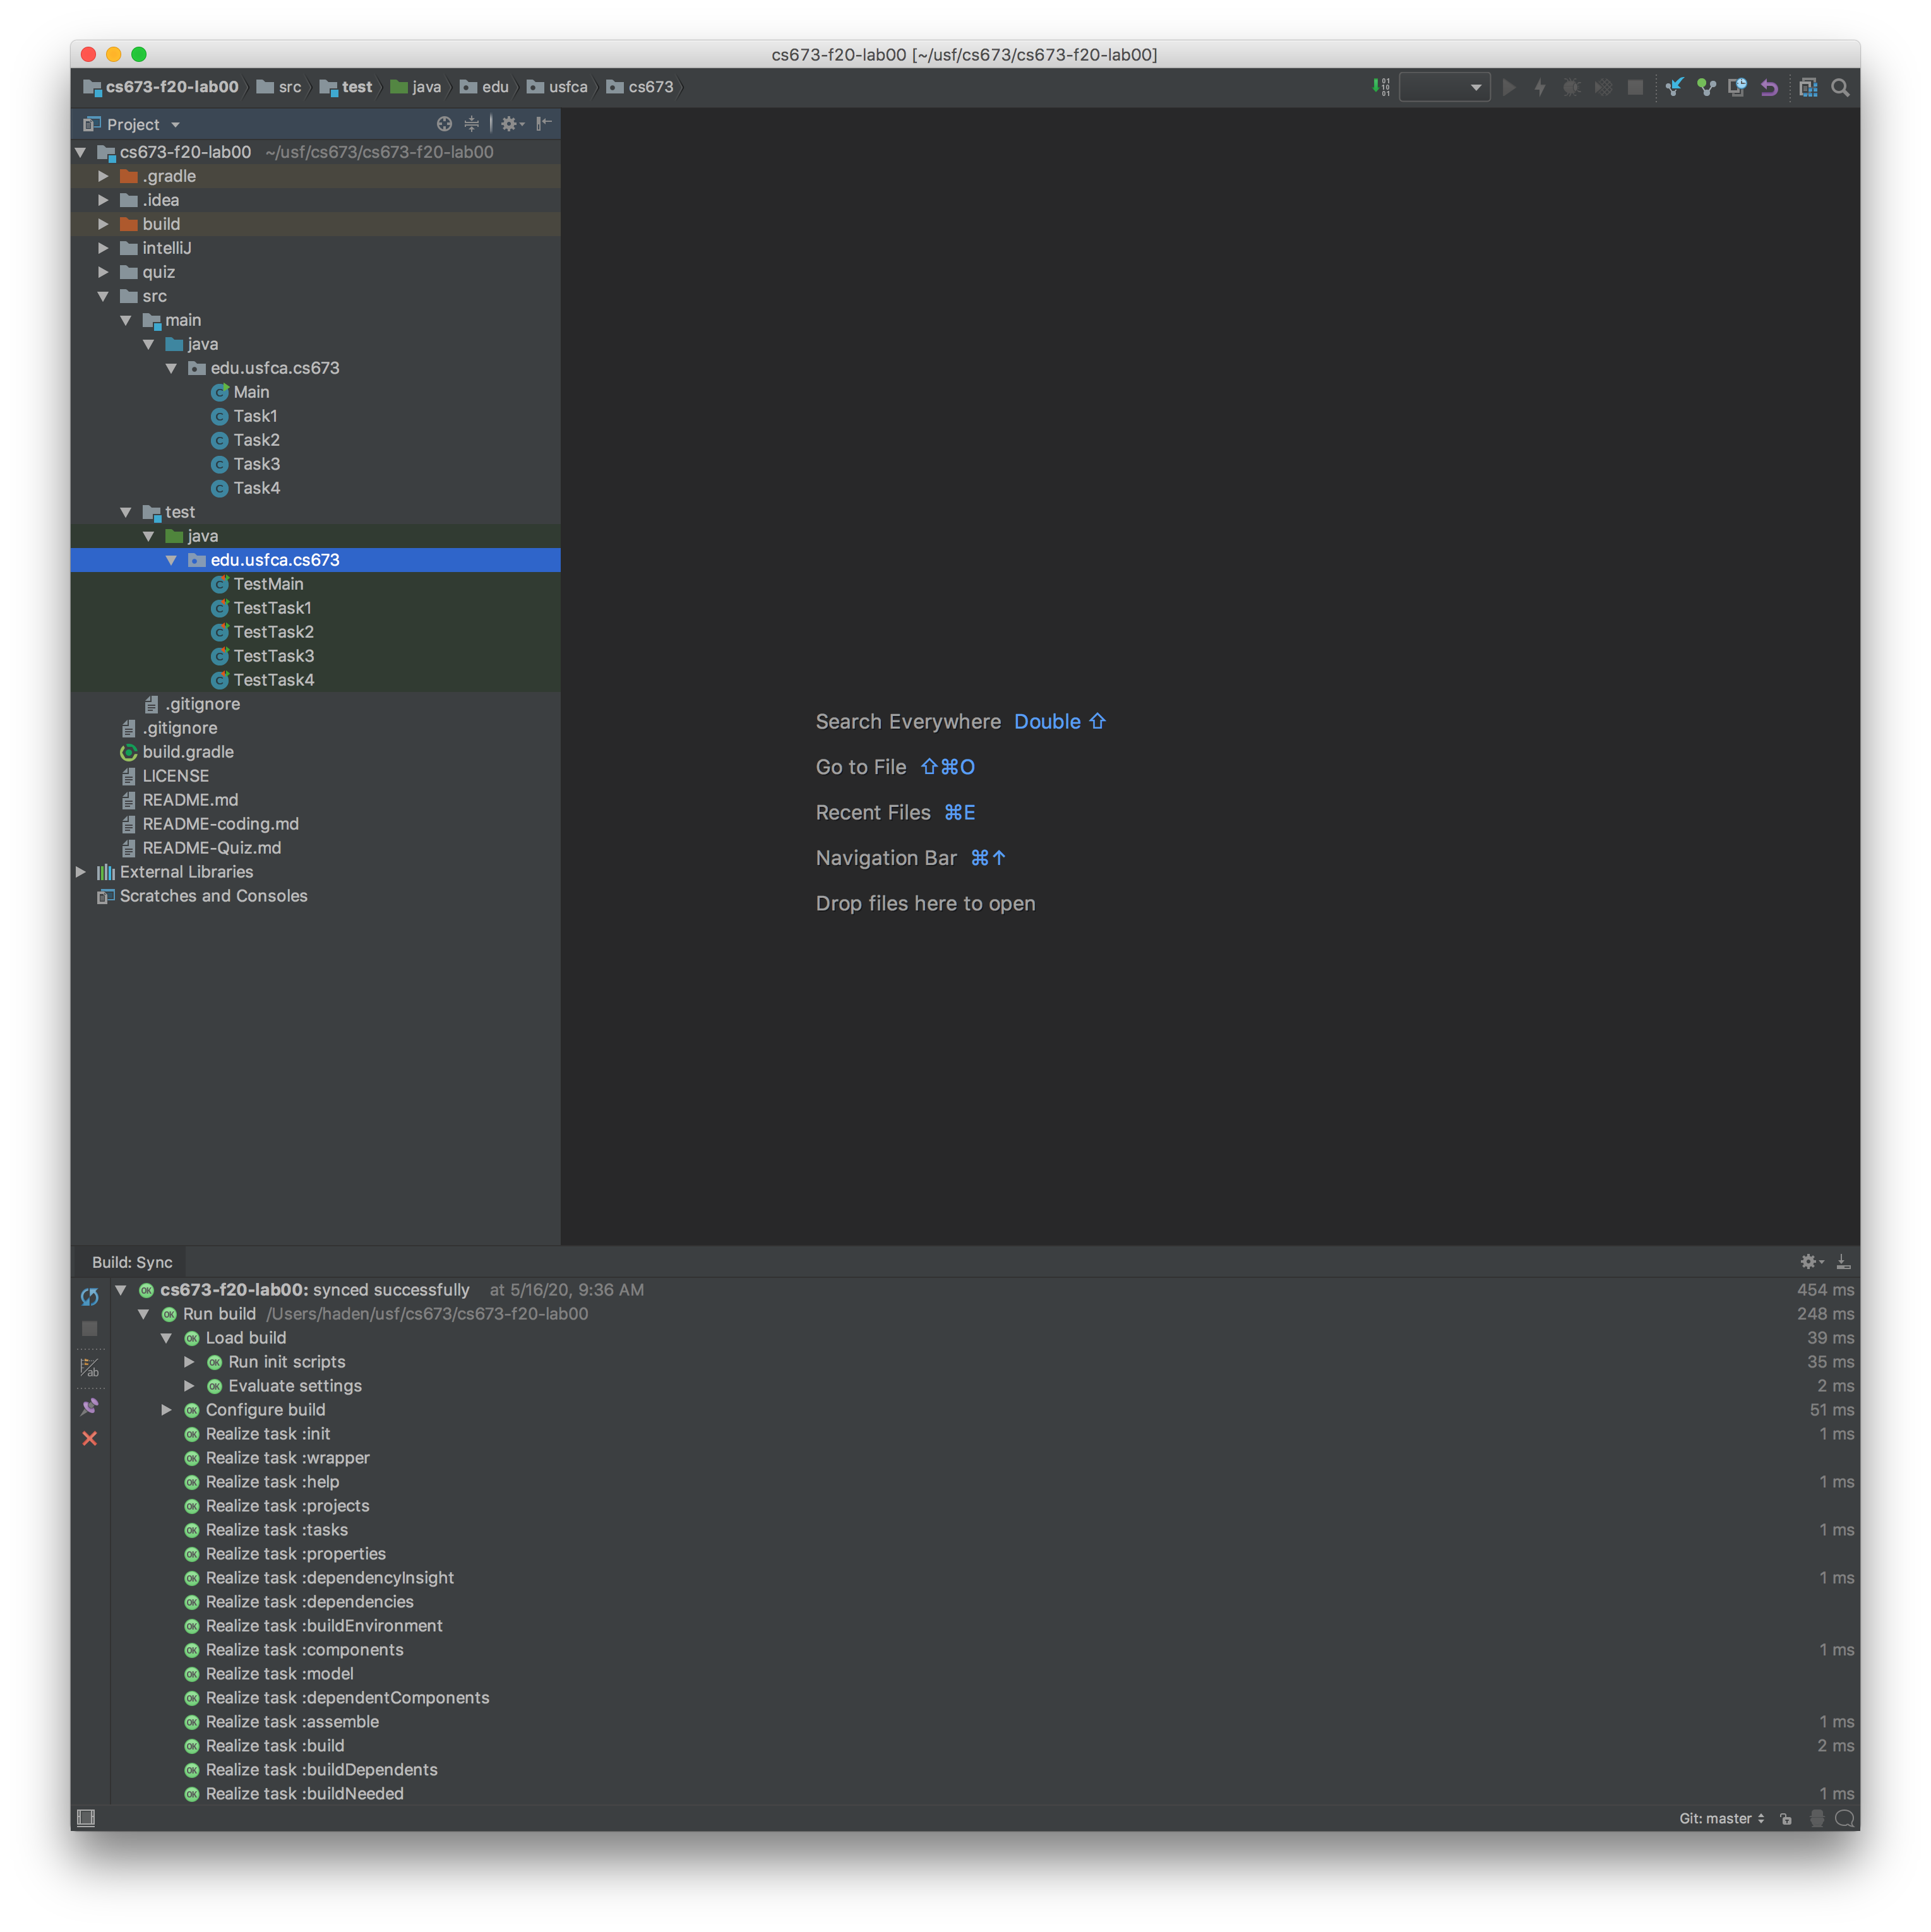 cs673-f20-lab00 [~/usf/cs673/cs673-f20-lab00]
cs673-f20-lab00 src test java edu usfca cs673
Project
cs673-f20-lab00 ~/usf/cs673/cs673-f20-lab00
.gradle
.idea
build
intelliJ
quiz
src
main
java
edu.usfca.cs673
Main
Task1
Task2
Task3
Task4
test
java
edu.usfca.cs673
TestMain
TestTask1
TestTask2
TestTask3
TestTask4
.gitignore
.gitignore
build.gradle
LICENSE
README.md
README-coding.md
README-Quiz.md
External Libraries
Scratches and Consoles
Search Everywhere Double ⇧
Go to File ⇧⌘O
Recent Files ⌘E
Navigation Bar ⌘↑
Drop files here to open
Build: Sync
cs673-f20-lab00: synced successfully at 5/16/20, 9:36 AM 454 ms
Run build /Users/haden/usf/cs673/cs673-f20-lab00 248 ms
Load build 39 ms
Run init scripts 35 ms
Evaluate settings 2 ms
Configure build 51 ms
Realize task :init 1 ms
Realize task :wrapper
Realize task :help 1 ms
Realize task :projects
Realize task :tasks 1 ms
Realize task :properties
Realize task :dependencyInsight 1 ms
Realize task :dependencies
Realize task :buildEnvironment
Realize task :components 1 ms
Realize task :model
Realize task :dependentComponents
Realize task :assemble 1 ms
Realize task :build 2 ms
Realize task :buildDependents
Realize task :buildNeeded 1 ms
Git: master